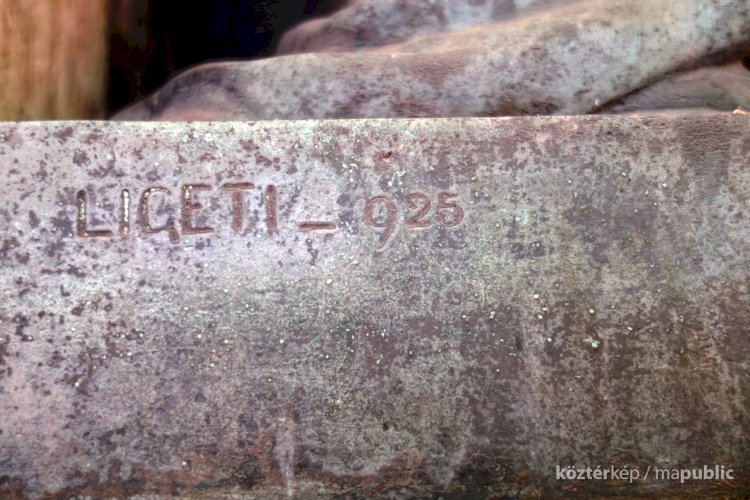 LIGETI – 925
köztérkép / mapublic